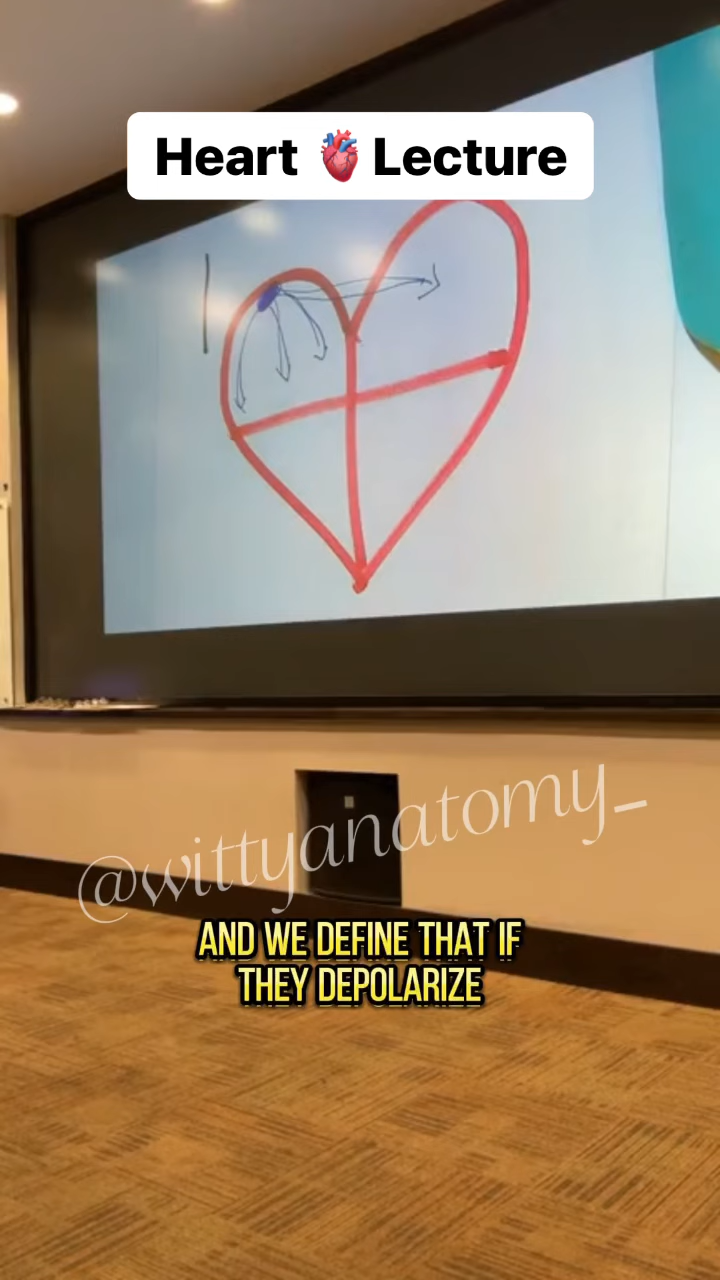 Heart 🫀 Lecture
@wittyanatomy_
AND WE DEFINE THAT IF
THEY DEPOLARIZE